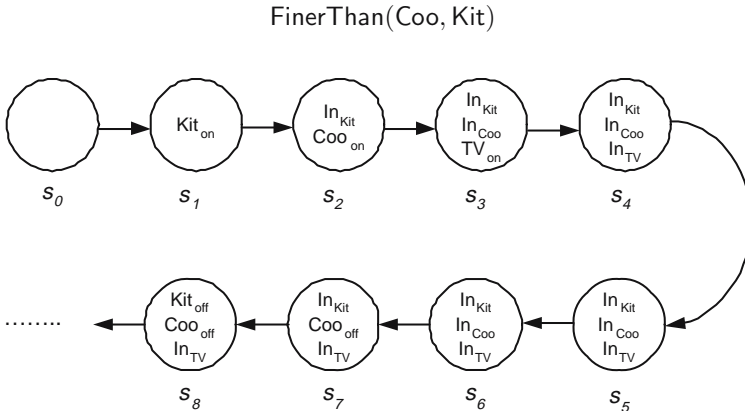 FinerThan(Coo, Kit)
Kit_on
In_Kit
Coo_on
In_Kit
In_Coo
TV_on
In_Kit
In_Coo
In_TV
s_0
s_1
s_2
s_3
s_4
........
Kit_off
Coo_off
In_TV
In_Kit
Coo_off
In_TV
In_Kit
In_Coo
In_TV
In_Kit
In_Coo
In_TV
s_8
s_7
s_6
s_5